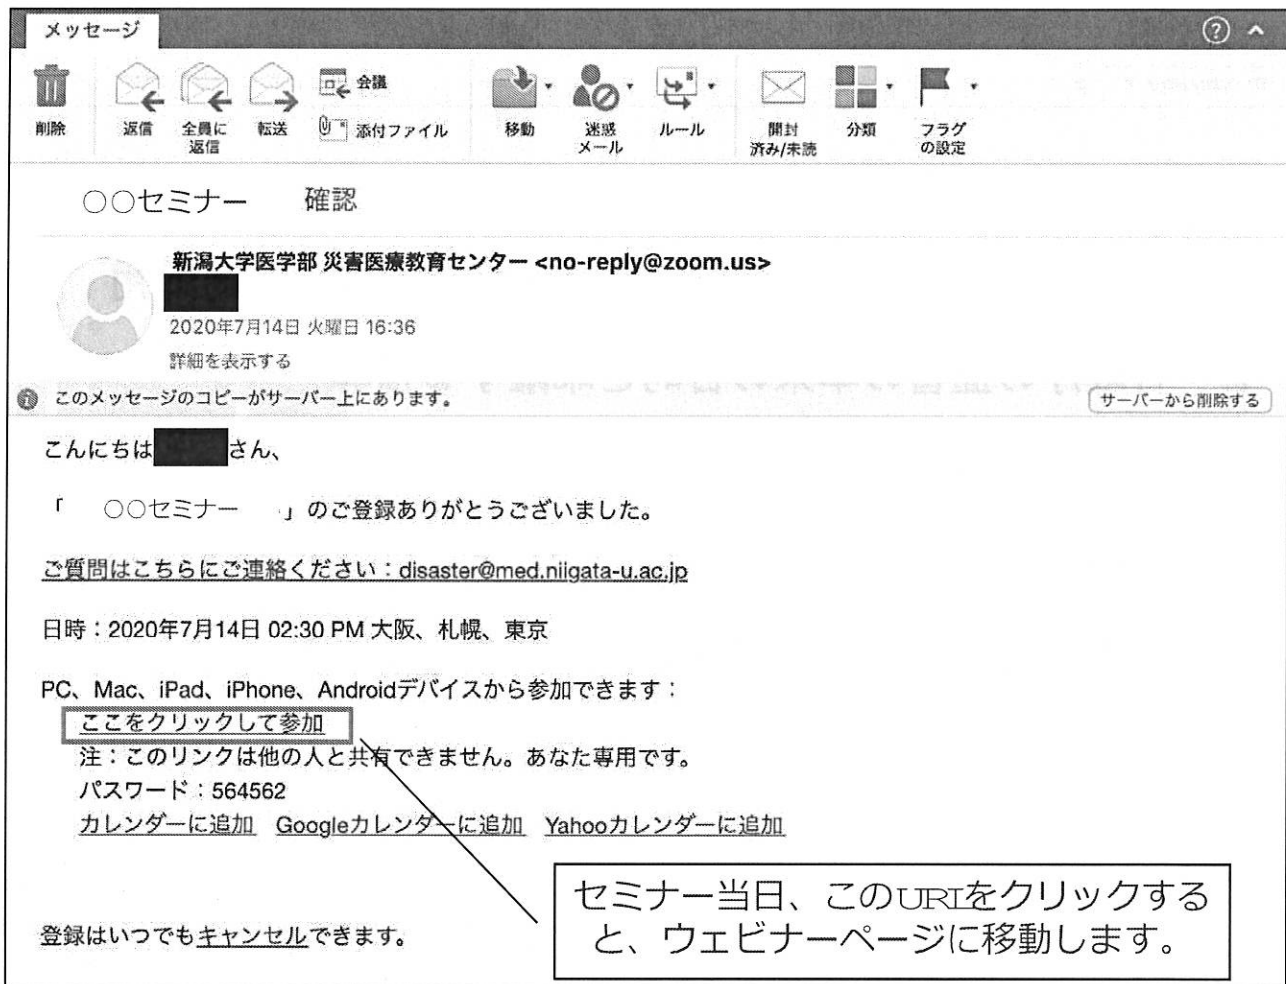 メッセージ
削除
返信
全員に
返信
転送
会議
添付ファイル
移動
迷惑
メール
ルール
開封
済み/未読
分類
フラグ
の設定
○○セミナー 確認
新潟大学医学部 災害医療教育センター <no-reply@zoom.us>
2020年7月14日 火曜日 16:36
詳細を表示する
このメッセージのコピーがサーバー上にあります。
サーバーから削除する
こんにちは さん、
「 ○○セミナー 」のご登録ありがとうございました。
ご質問はこちらにご連絡ください：disaster@med.niigata-u.ac.jp
日時：2020年7月14日 02:30 PM 大阪、札幌、東京
PC、Mac、iPad、iPhone、Androidデバイスから参加できます：
ここをクリックして参加
注：このリンクは他の人と共有できません。あなた専用です。
パスワード：564562
カレンダーに追加 Googleカレンダーに追加 Yahooカレンダーに追加
セミナー当日、このURIをクリックする
と、ウェビナーページに移動します。
登録はいつでもキャンセルできます。